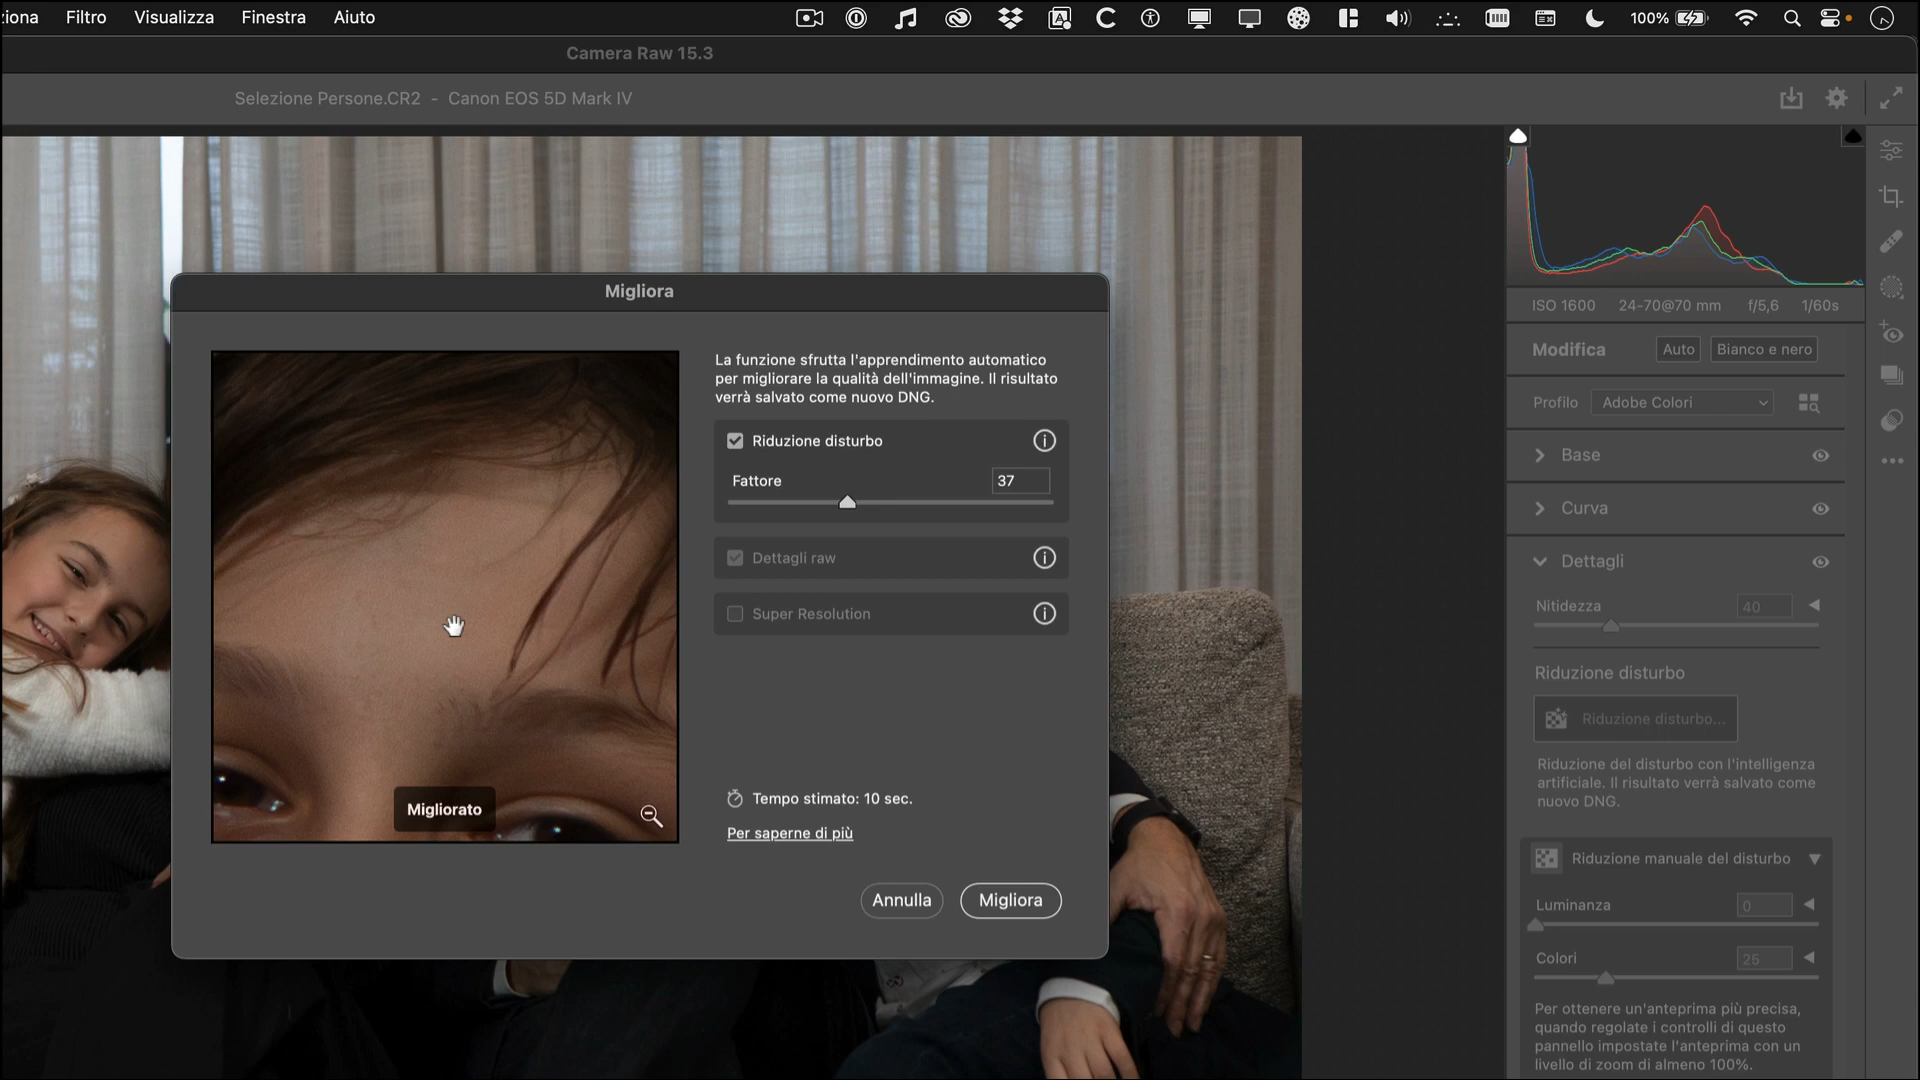 ziona Filtro Visualizza Finestra Aiuto 100%
Camera Raw 15.3
Selezione Persone.CR2 - Canon EOS 5D Mark IV
Migliora
La funzione sfrutta l'apprendimento automatico
per migliorare la qualità dell'immagine. Il risultato
verrà salvato come nuovo DNG.
Riduzione disturbo
Fattore 37
Dettagli raw
Super Resolution
Migliorato
Tempo stimato: 10 sec.
Per saperne di più
Annulla Migliora
ISO 1600 24-70@70 mm f/5,6 1/60s
Modifica Auto Bianco e nero
Profilo Adobe Colori
Base
Curva
Dettagli
Nitidezza 40
Riduzione disturbo
Riduzione disturbo...
Riduzione del disturbo con l'intelligenza
artificiale. Il risultato verrà salvato come
nuovo DNG.
Riduzione manuale del disturbo
Luminanza 0
Colori 25
Per ottenere un'anteprima più precisa,
quando regolate i controlli di questo
pannello impostate l'anteprima con un
livello di zoom di almeno 100%.